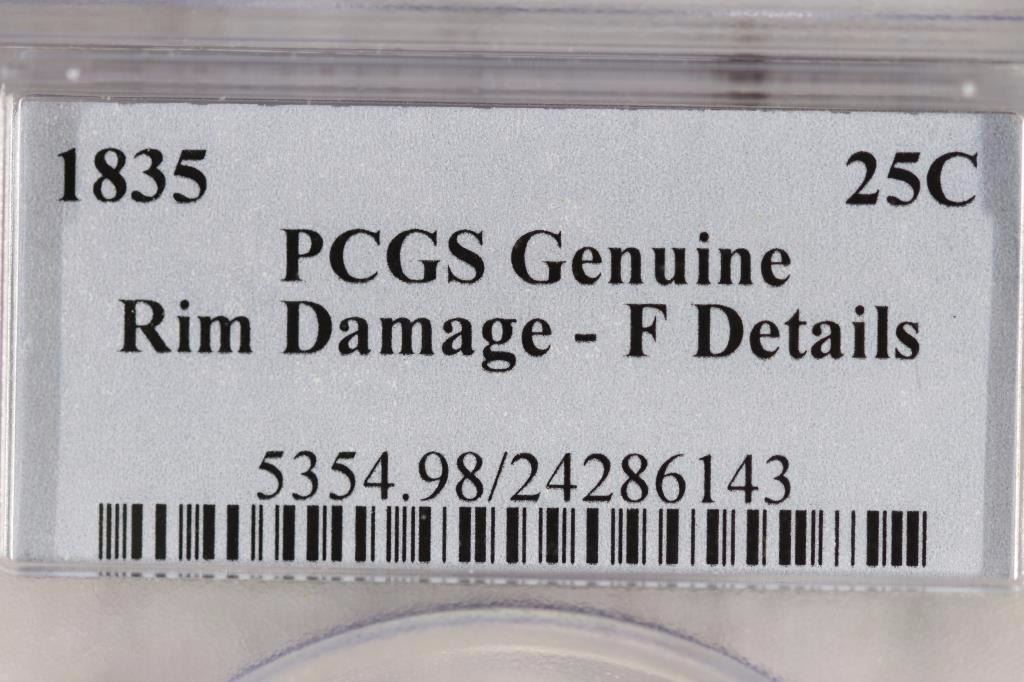 1835 25C
PCGS Genuine
Rim Damage - F Details
5354.98/24286143